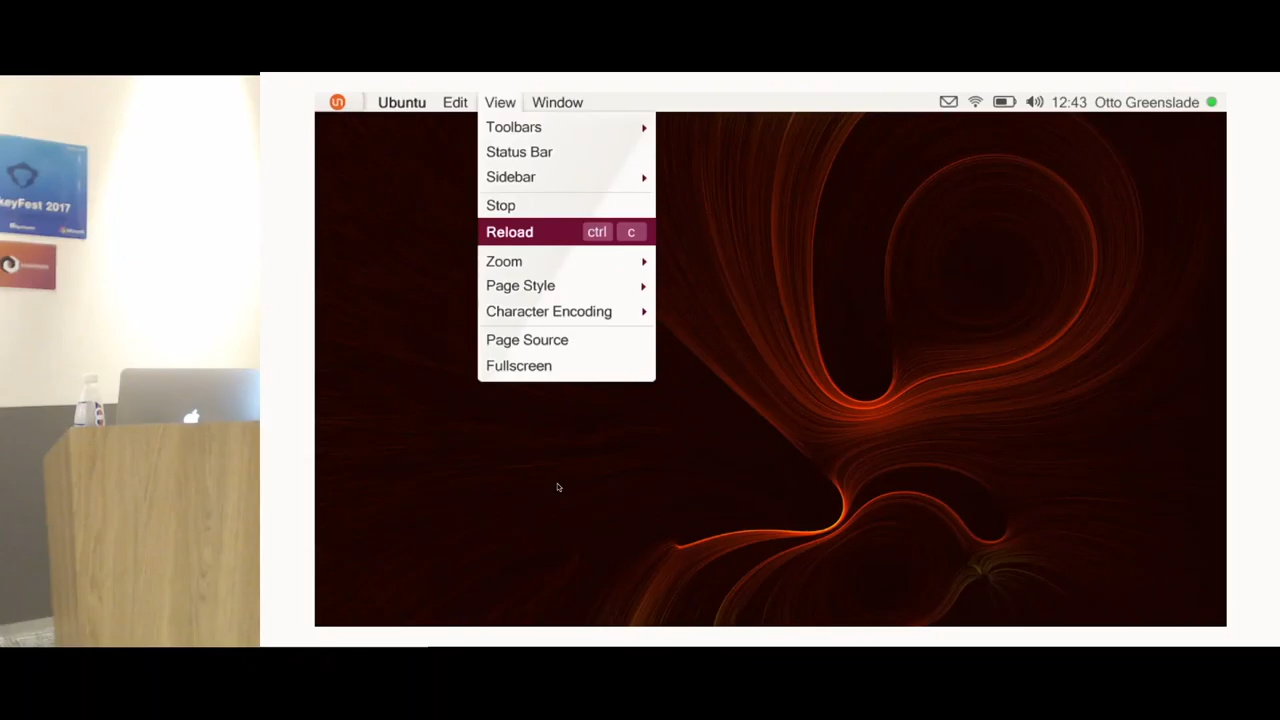 Ubuntu Edit View Window 12:43 Otto Greenslade
Toolbars
Status Bar
Sidebar
Stop
Reload ctrl c
Zoom
Page Style
Character Encoding
Page Source
Fullscreen
keyFest 2017